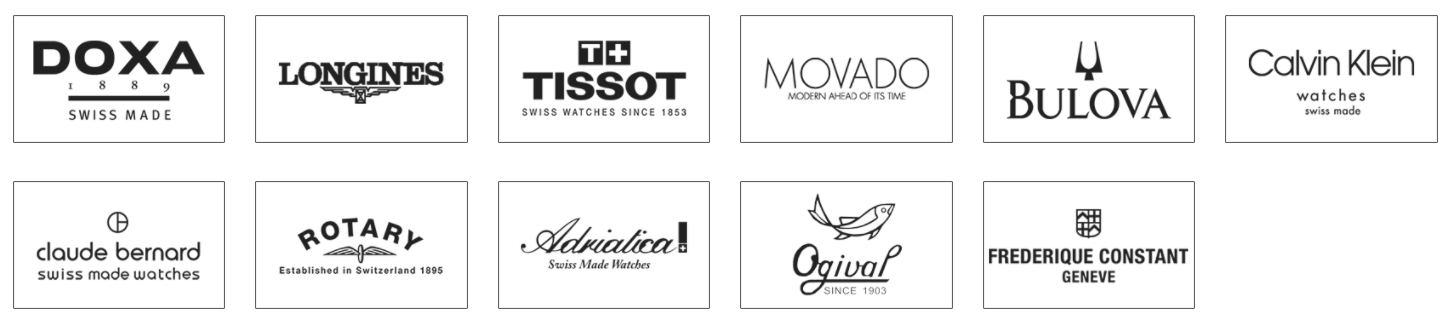 DOXA
1 8 8 9
SWISS MADE
LONGINES
T+
TISSOT
SWISS WATCHES SINCE 1853
MOVADO
MODERN AHEAD OF ITS TIME
BULOVA
Calvin Klein
watches
swiss made
claude bernard
swiss made watches
ROTARY
Established in Switzerland 1895
Adriatica!
Swiss Made Watches
Ogival
SINCE 1903
FREDERIQUE CONSTANT
GENEVE